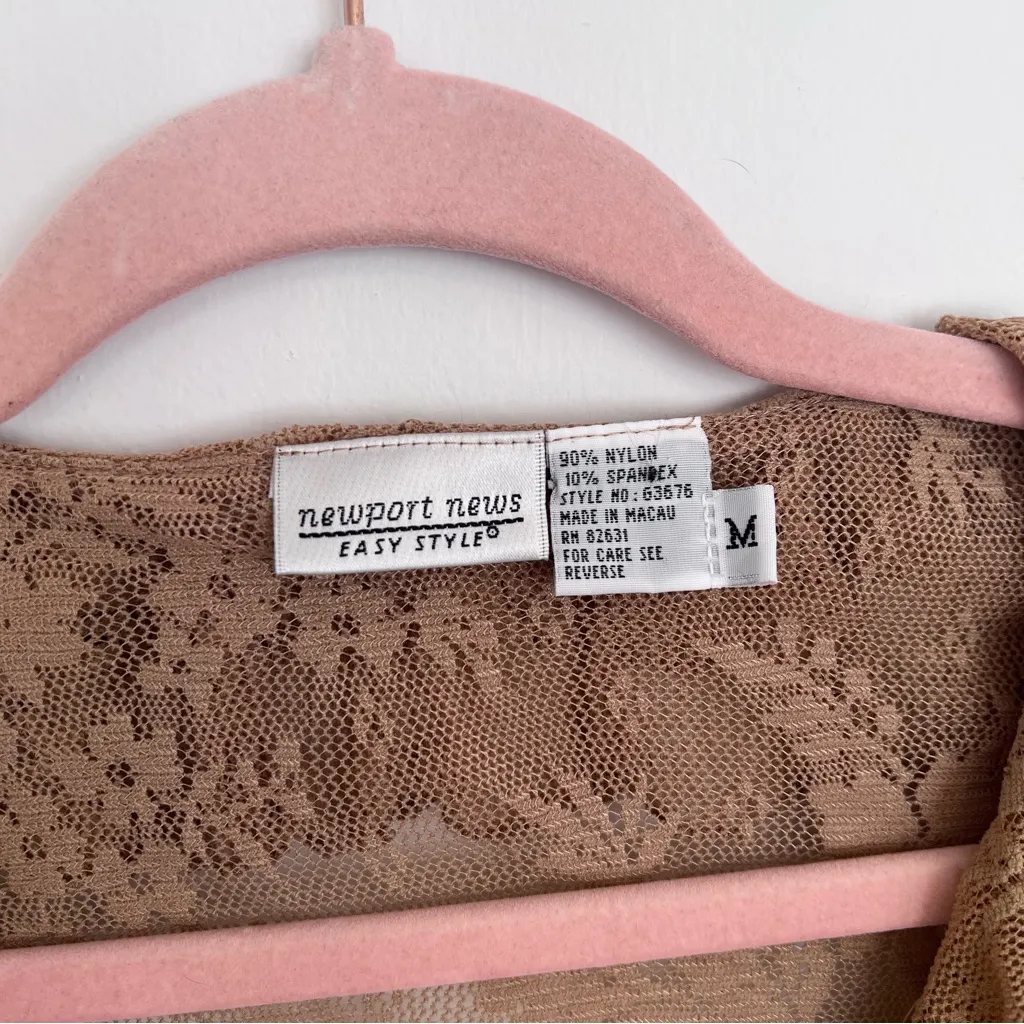 newport news
EASY STYLE®
90% NYLON
10% SPANDEX
STYLE NO: G3676
MADE IN MACAU
RN 82631
FOR CARE SEE
REVERSE
M